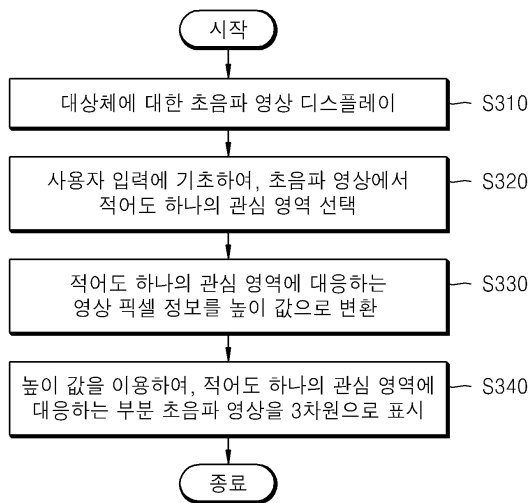 시작
대상체에 대한 초음파 영상 디스플레이
S310
사용자 입력에 기초하여, 초음파 영상에서
적어도 하나의 관심 영역 선택
S320
적어도 하나의 관심 영역에 대응하는
영상 픽셀 정보를 높이 값으로 변환
S330
높이 값을 이용하여, 적어도 하나의 관심 영역에
대응하는 부분 초음파 영상을 3차원으로 표시
S340
종료